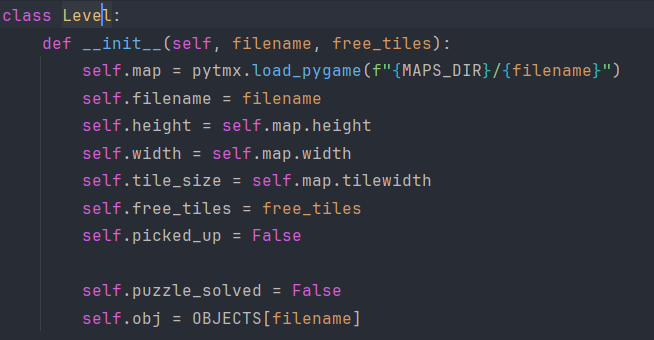 class Level:
    def __init__(self, filename, free_tiles):
        self.map = pytmx.load_pygame(f"{MAPS_DIR}/{filename}")
        self.filename = filename
        self.height = self.map.height
        self.width = self.map.width
        self.tile_size = self.map.tilewidth
        self.free_tiles = free_tiles
        self.picked_up = False

        self.puzzle_solved = False
        self.obj = OBJECTS[filename]